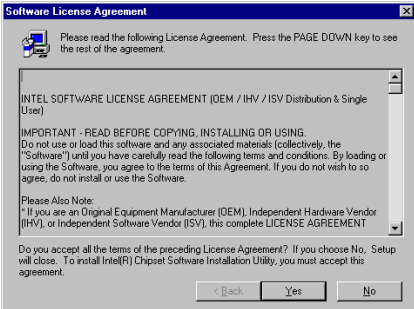 Software License Agreement
Please read the following License Agreement. Press the PAGE DOWN key to see
the rest of the agreement.
INTEL SOFTWARE LICENSE AGREEMENT (OEM / IHV / ISV Distribution & Single
User)
IMPORTANT - READ BEFORE COPYING, INSTALLING OR USING.
Do not use or load this software and any associated materials (collectively, the
"Software") until you have carefully read the following terms and conditions. By loading or
using the Software, you agree to the terms of this Agreement. If you do not wish to so
agree, do not install or use the Software.
Please Also Note:
* If you are an Original Equipment Manufacturer (OEM), Independent Hardware Vendor
(IHV), or Independent Software Vendor (ISV), this complete LICENSE AGREEMENT
Do you accept all the terms of the preceding License Agreement? If you choose No, Setup
will close. To install Intel(R) Chipset Software Installation Utility, you must accept this
agreement.
< Back Yes No